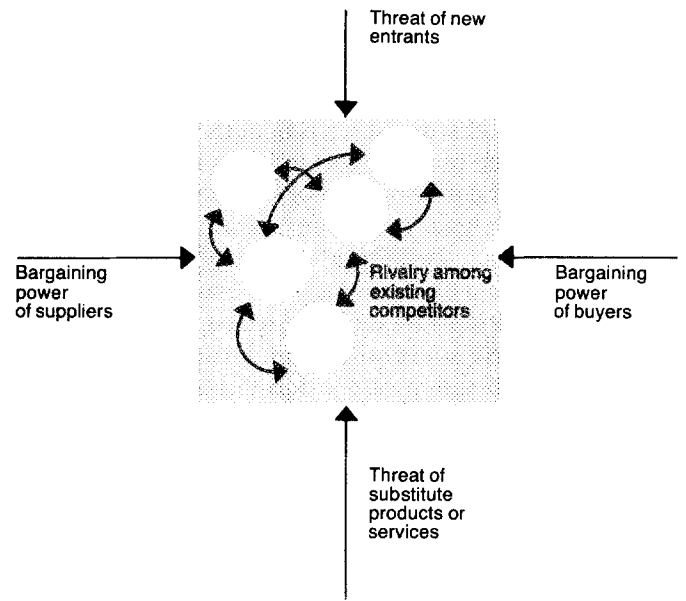 Threat of new
entrants
Bargaining
power
of suppliers
Rivalry among
existing
competitors
Bargaining
power
of buyers
Threat of
substitute
products or
services